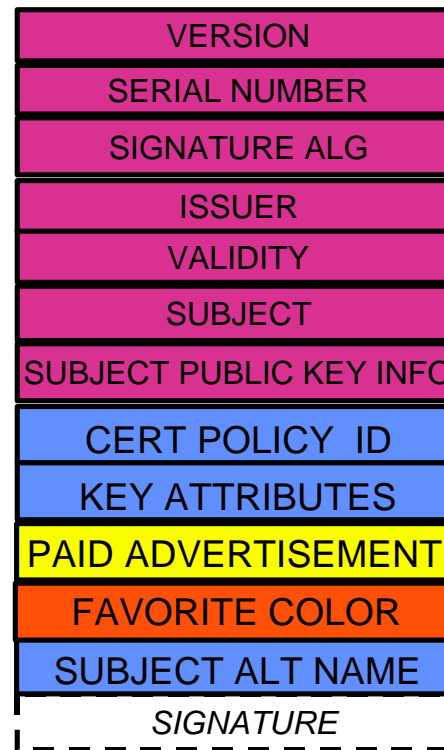 VERSION
SERIAL NUMBER
SIGNATURE ALG
ISSUER
VALIDITY
SUBJECT
SUBJECT PUBLIC KEY INFO
CERT POLICY ID
KEY ATTRIBUTES
PAID ADVERTISEMENT
FAVORITE COLOR
SUBJECT ALT NAME
SIGNATURE